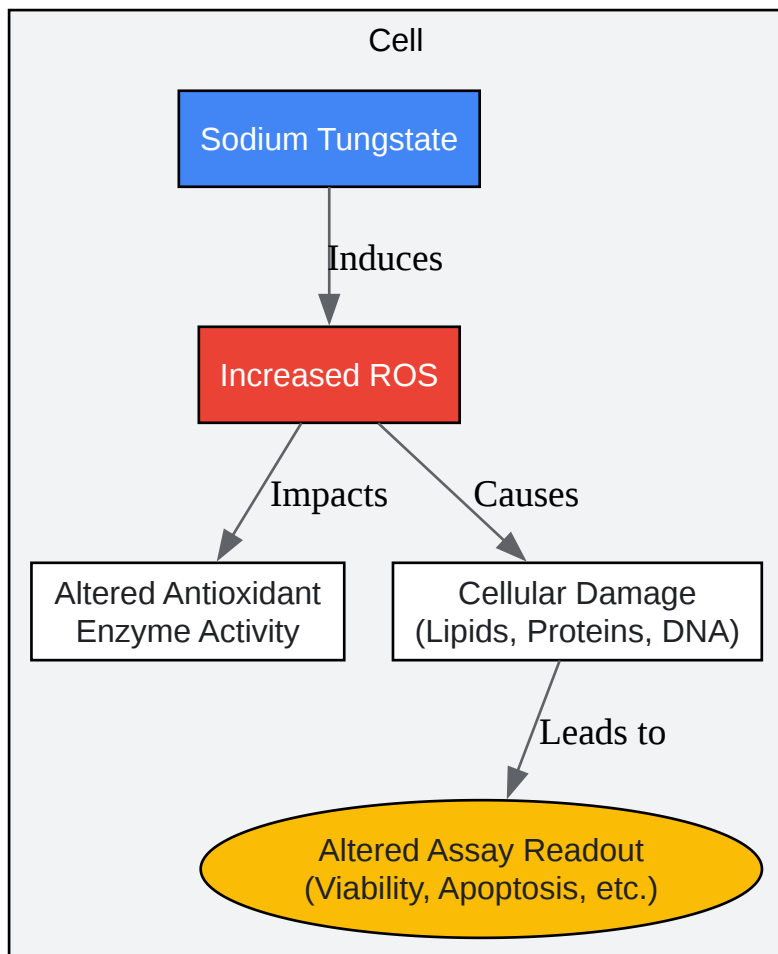 Cell
Sodium Tungstate
Induces
Increased ROS
Impacts
Causes
Altered Antioxidant
Enzyme Activity
Cellular Damage
(Lipids, Proteins, DNA)
Leads to
Altered Assay Readout
(Viability, Apoptosis, etc.)